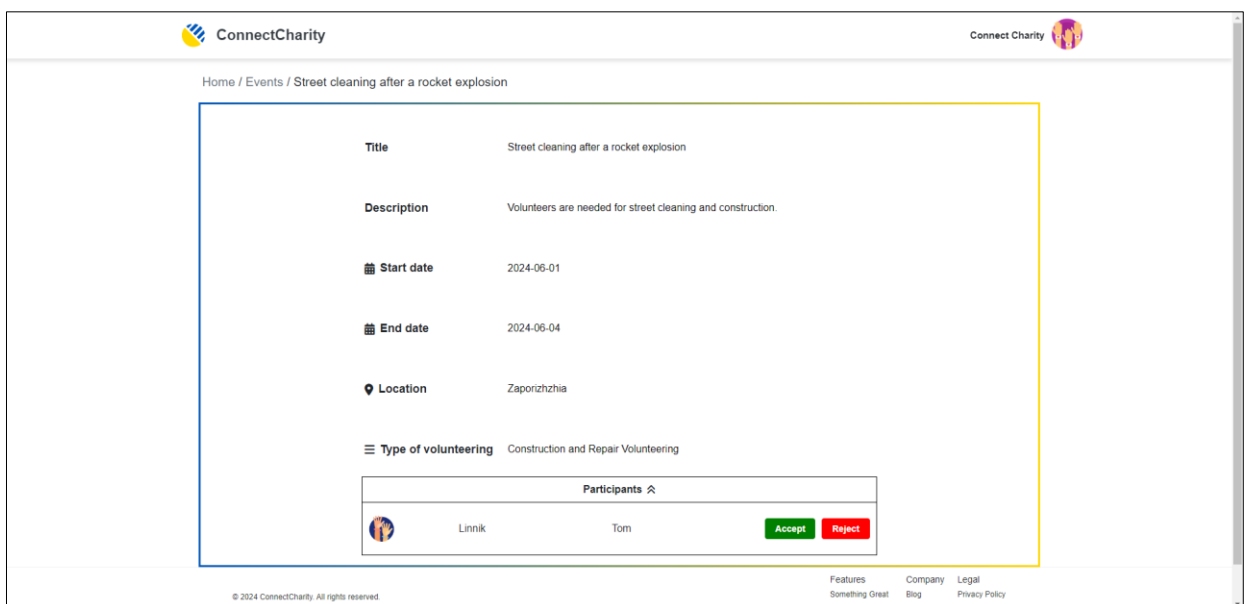 ConnectCharity
Connect Charity
Home / Events / Street cleaning after a rocket explosion
Title Street cleaning after a rocket explosion
Description Volunteers are needed for street cleaning and construction.
Start date 2024-06-01
End date 2024-06-04
Location Zaporizhzhia
Type of volunteering Construction and Repair Volunteering
Participants
Linnik Tom Accept Reject
Features Company Legal
© 2024 ConnectCharity. All rights reserved. Something Great Blog Privacy Policy